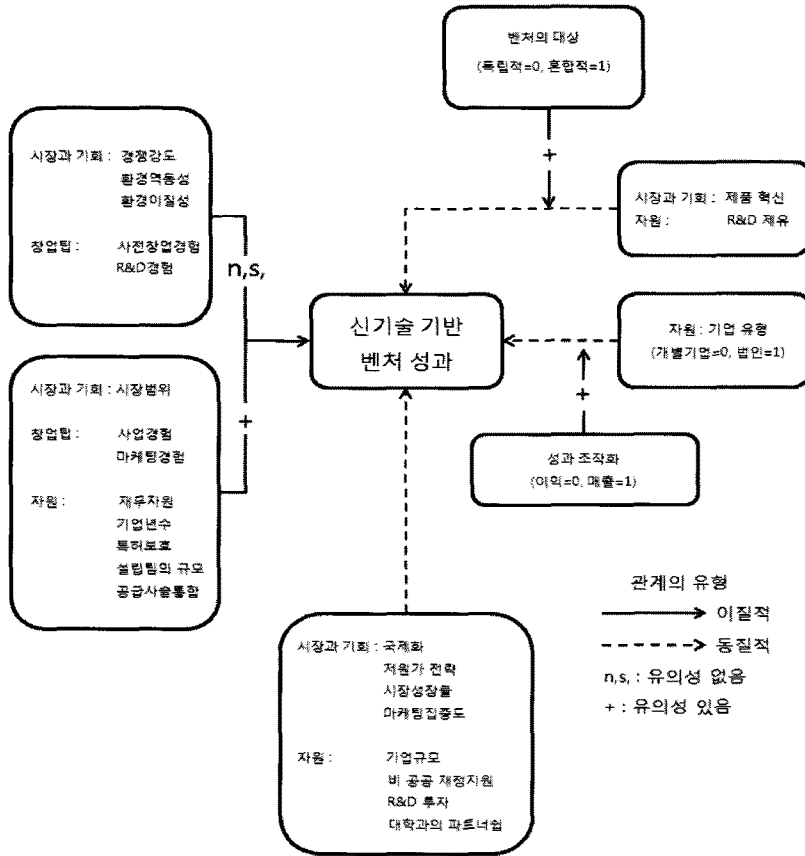 벤처의 대상
(독립적=0, 혼합적=1)
+
시장과 기회 : 경쟁강도
환경역동성
환경이질성
창업팀 : 사전창업경험
R&D경험
n,s,
시장과 기회 : 제품 혁신
자원 : R&D 제유
신기술 기반
벤처 성과
자원 : 기업 유형
(개별기업=0, 법인=1)
+
성과 조작화
(이익=0, 매출=1)
시장과 기회 : 시장범위
창업팀 : 사업경험
마케팅경험
자원 : 재무자원
기업년수
특허보호
설립팀의 규모
공급사슬통합
+
시장과 기회 : 국제화
저원가 전략
시장성장률
마케팅집중도
자원 : 기업규모
비 공공 재정지원
R&D 투자
대학과의 파트너쉽
관계의 유형
이질적
동질적
n,s, : 유의성 없음
+ : 유의성 있음